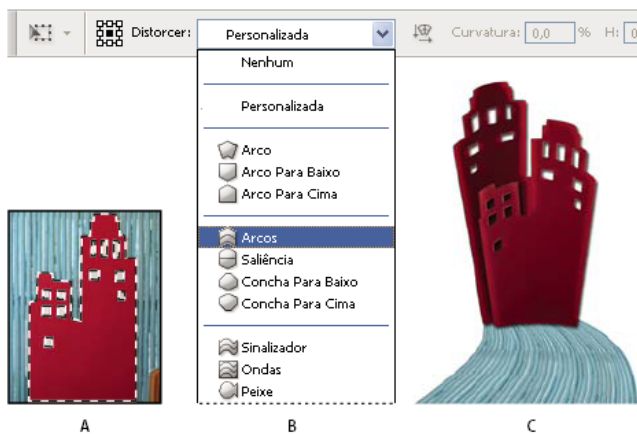 Distorcer: Personalizada Curvatura: 0,0 % H: 0
Nenhum
Personalizada
Arco
Arco Para Baixo
Arco Para Cima
Arcos
Saliência
Concha Para Baixo
Concha Para Cima
Sinalizador
Ondas
Peixe
A B C